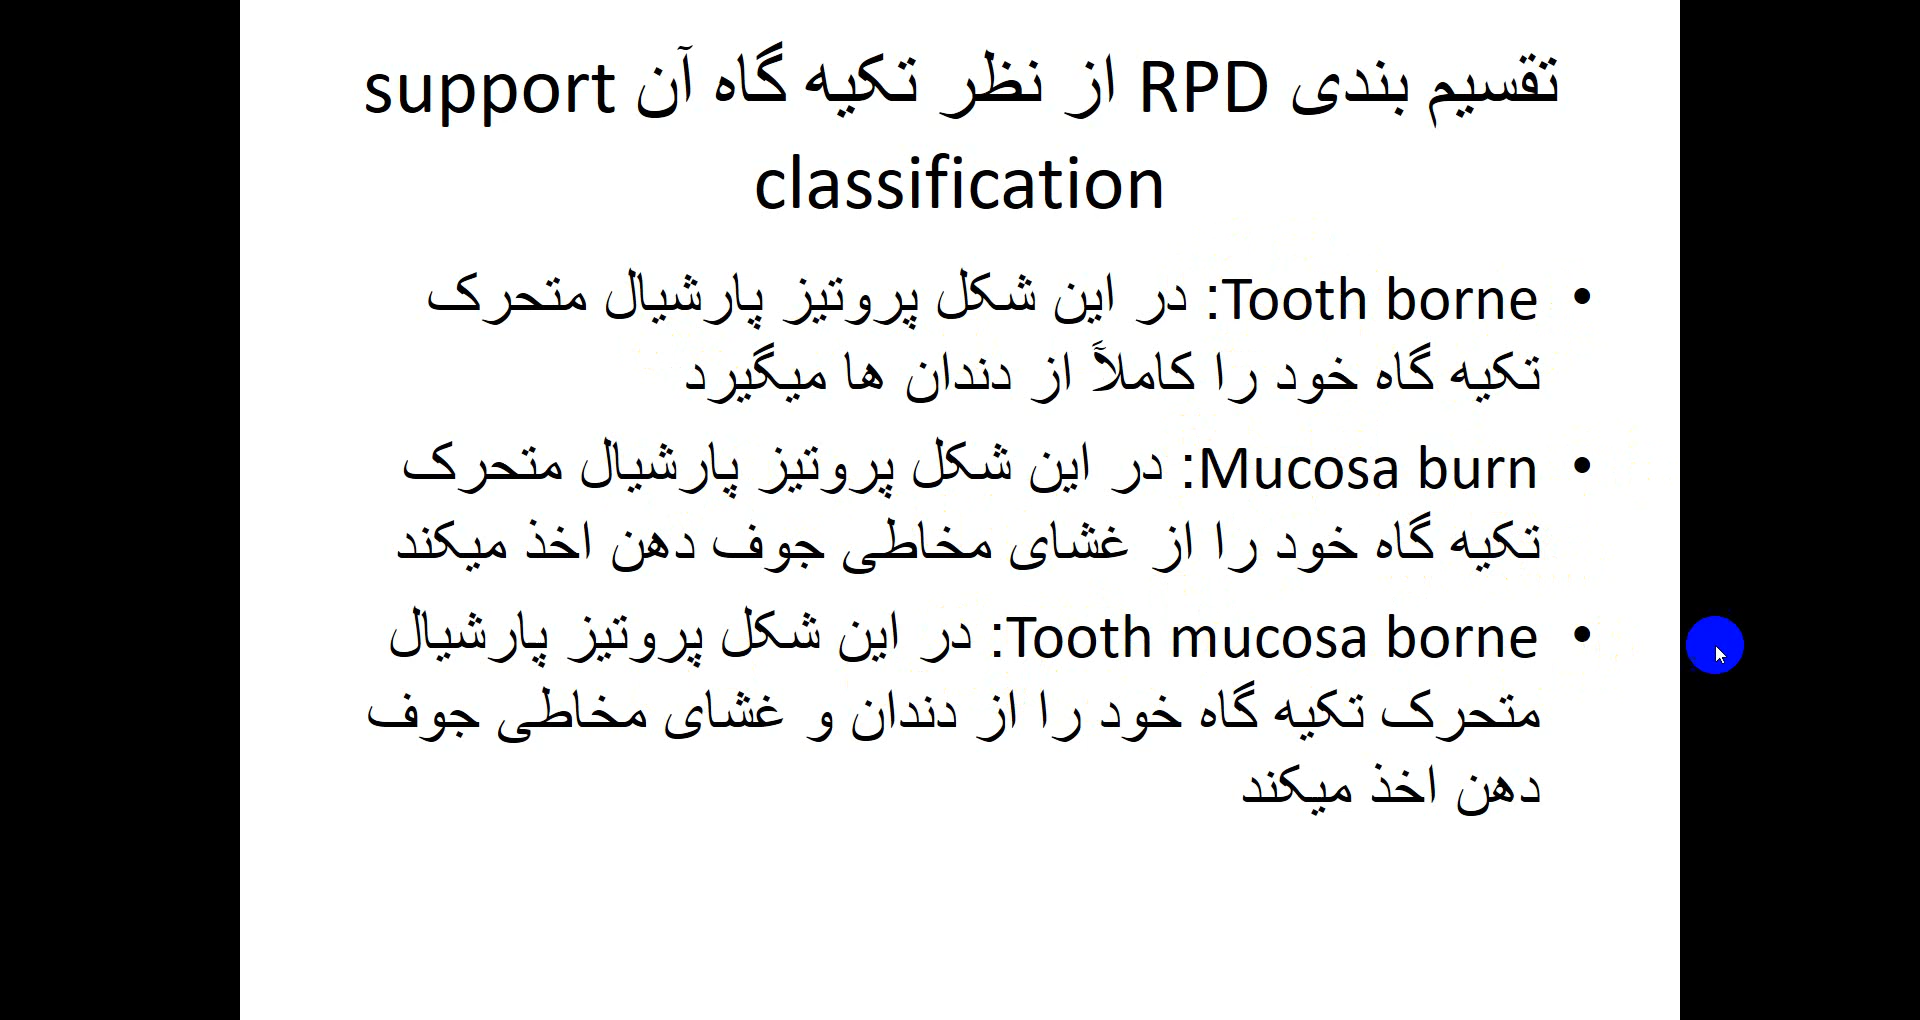 تقسیم بندی RPD از نظر تکیه گاه آن support
classification
• Tooth borne: در این شکل پروتیز پارشیال متحرک
تکیه گاه خود را کاملاً از دندان ها میگیرد
• Mucosa burn: در این شکل پروتیز پارشیال متحرک
تکیه گاه خود را از غشای مخاطی جوف دهن اخذ میکند
• Tooth mucosa borne: در این شکل پروتیز پارشیال
متحرک تکیه گاه خود را از دندان و غشای مخاطی جوف
دهن اخذ میکند